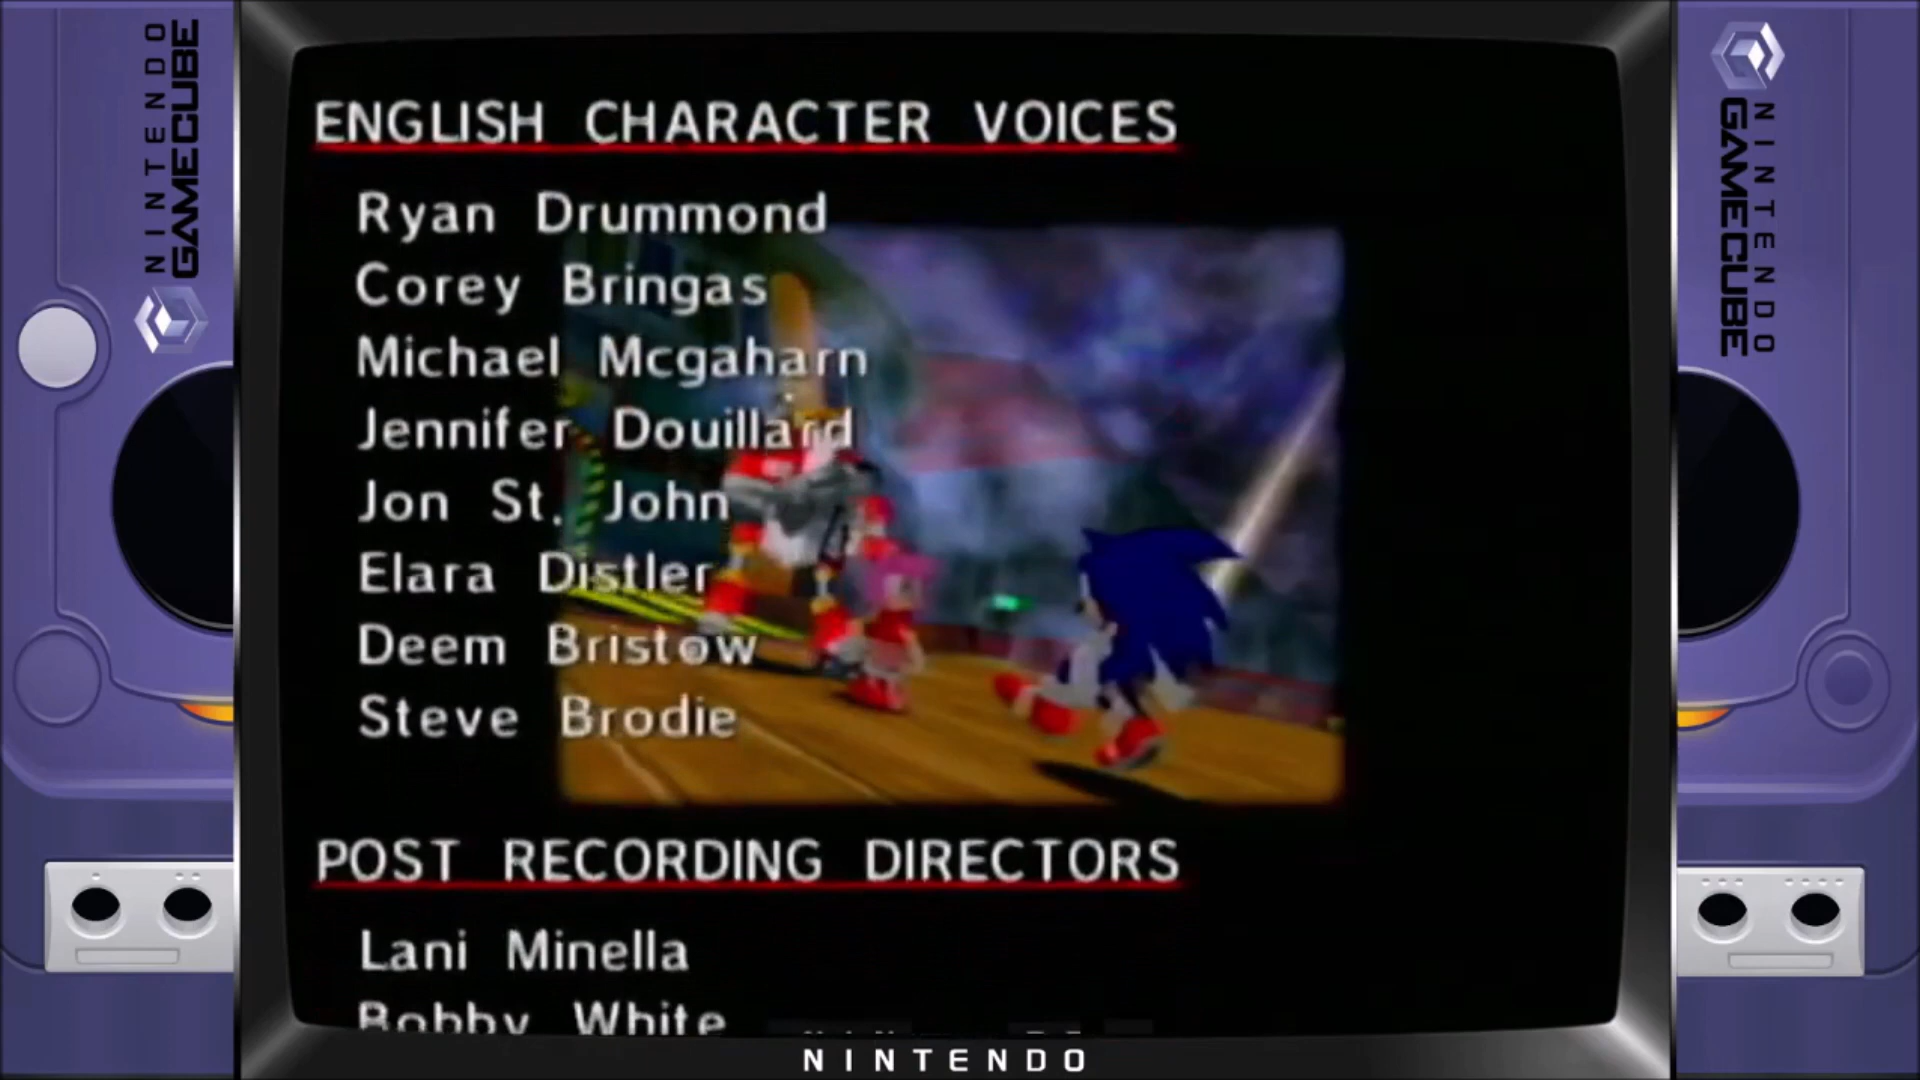 NINTENDO
GAMECUBE
ENGLISH CHARACTER VOICES
Ryan Drummond
Corey Bringas
Michael Mcgaharn
Jennifer Douillard
Jon St. John
Elara Distler
Deem Bristow
Steve Brodie
POST RECORDING DIRECTORS
Lani Minella
Bobby White
NINTENDO
NINTENDO
GAMECUBE